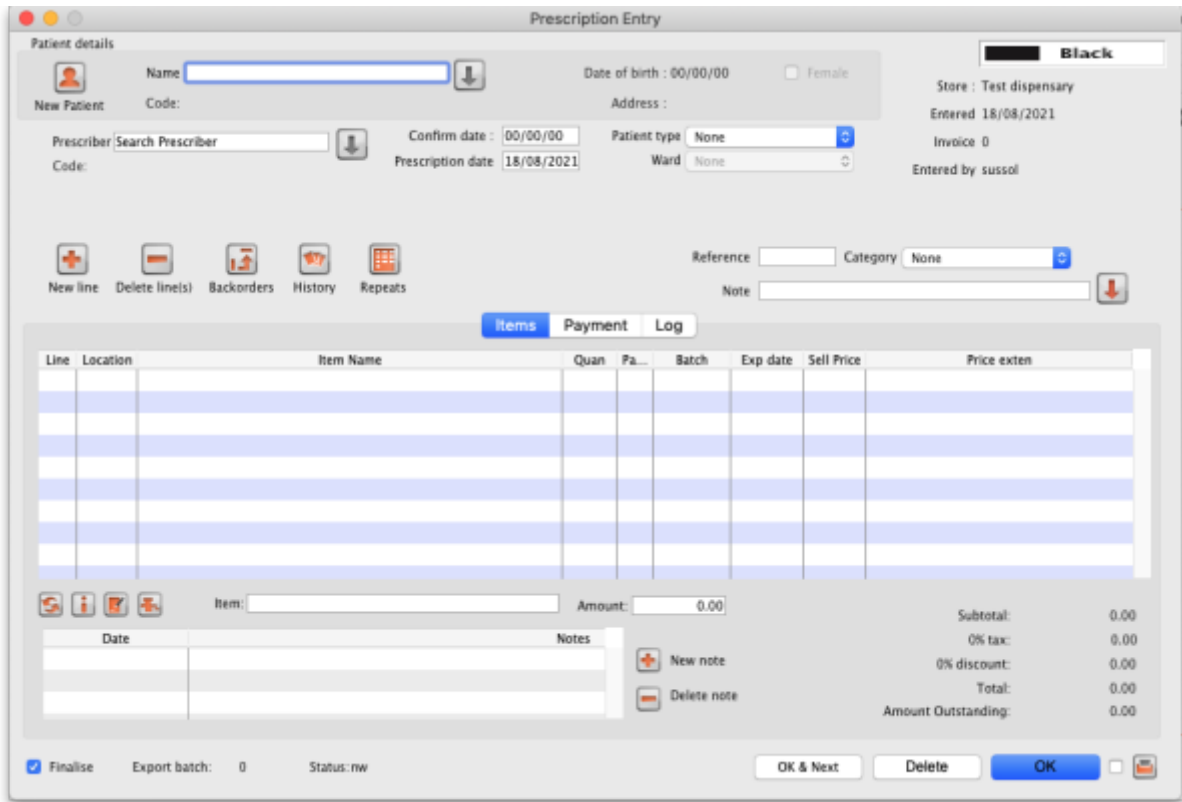 Prescription Entry
Patient details
Black
Name
Date of birth : 00/00/00
Female
Store : Test dispensary
New Patient
Code:
Address :
Entered 18/08/2021
Prescriber Search Prescriber
Confirm date : 00/00/00
Patient type None
Invoice 0
Code:
Prescription date 18/08/2021
Ward None
Entered by sussol
Reference
Category None
New line
Delete line(s)
Backorders
History
Repeats
Note
Items Payment Log
Line Location Item Name Quan Pa... Batch Exp date Sell Price Price exten
Item:
Amount: 0.00
Subtotal: 0.00
Date Notes
0% tax: 0.00
New note
0% discount: 0.00
Total: 0.00
Delete note
Amount Outstanding: 0.00
Finalise
Export batch: 0
Status: nw
OK & Next
Delete
OK